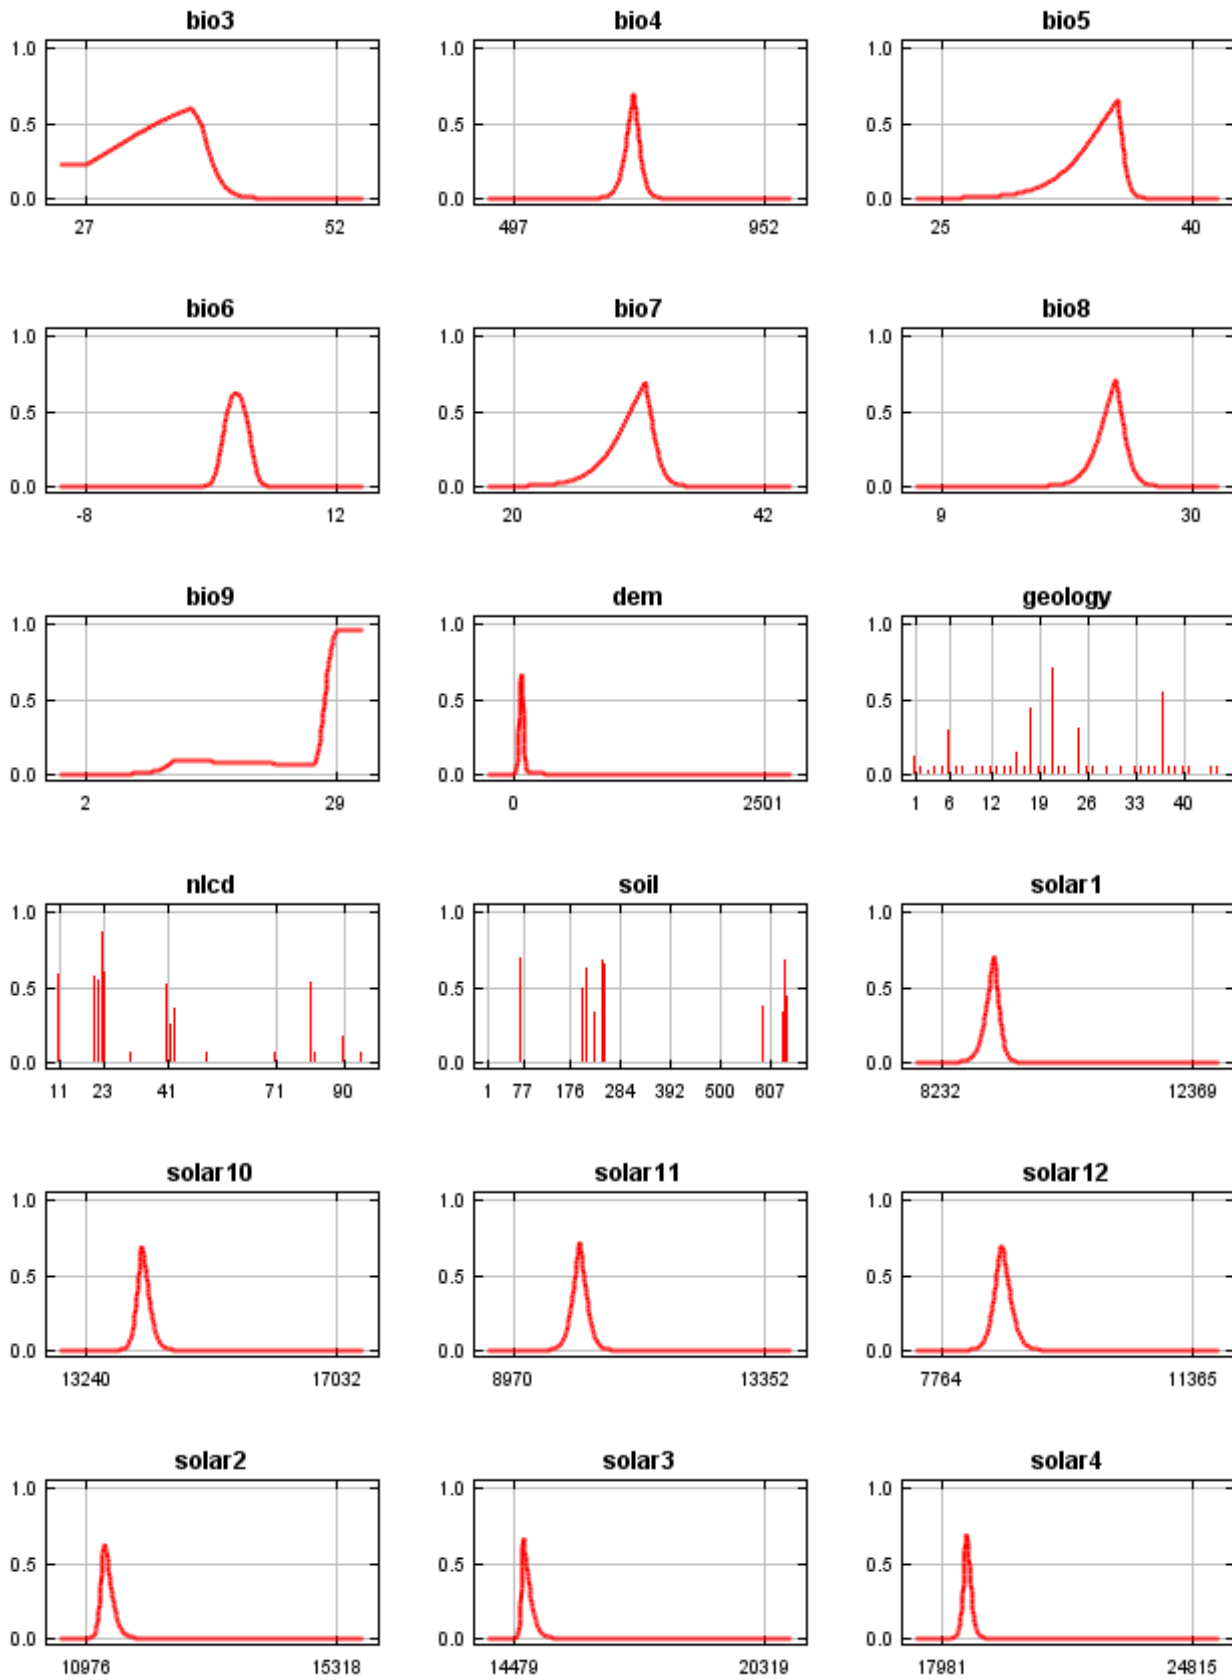 bio3 bio4 bio5
1.0 1.0 1.0
0.5 0.5 0.5
0.0 0.0 0.0
27 52 497 952 25 40
bio6 bio7 bio8
1.0 1.0 1.0
0.5 0.5 0.5
0.0 0.0 0.0
-8 12 20 42 9 30
bio9 dem geology
1.0 1.0 1.0
0.5 0.5 0.5
0.0 0.0 0.0
2 29 0 2501 1 6 12 19 26 33 40
nlcd soil solar1
1.0 1.0 1.0
0.5 0.5 0.5
0.0 0.0 0.0
11 23 41 71 90 1 77 176 284 392 500 607 8232 12369
solar10 solar11 solar12
1.0 1.0 1.0
0.5 0.5 0.5
0.0 0.0 0.0
13240 17032 8970 13352 7764 11365
solar2 solar3 solar4
1.0 1.0 1.0
0.5 0.5 0.5
0.0 0.0 0.0
10976 15318 14479 20319 17981 24815